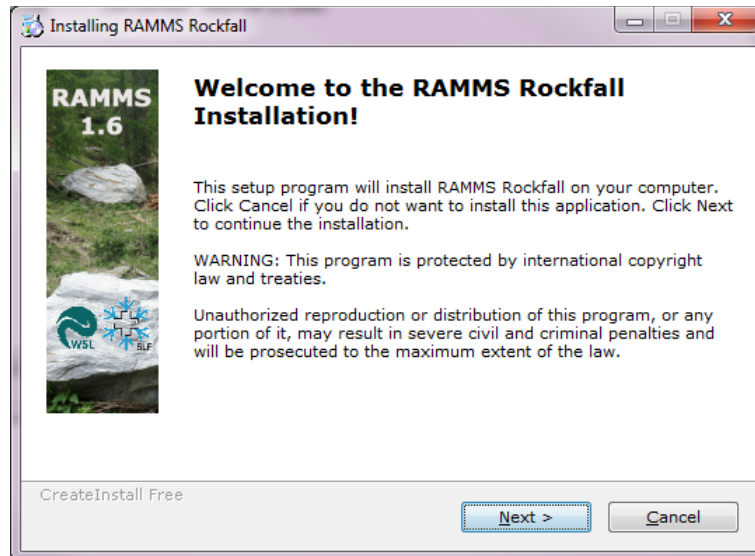 Installing RAMMS Rockfall
RAMMS
1.6
Welcome to the RAMMS Rockfall
Installation!
This setup program will install RAMMS Rockfall on your computer.
Click Cancel if you do not want to install this application. Click Next
to continue the installation.
WARNING: This program is protected by international copyright
law and treaties.
Unauthorized reproduction or distribution of this program, or any
portion of it, may result in severe civil and criminal penalties and
will be prosecuted to the maximum extent of the law.
WSL
SLF
CreateInstall Free
Next >
Cancel